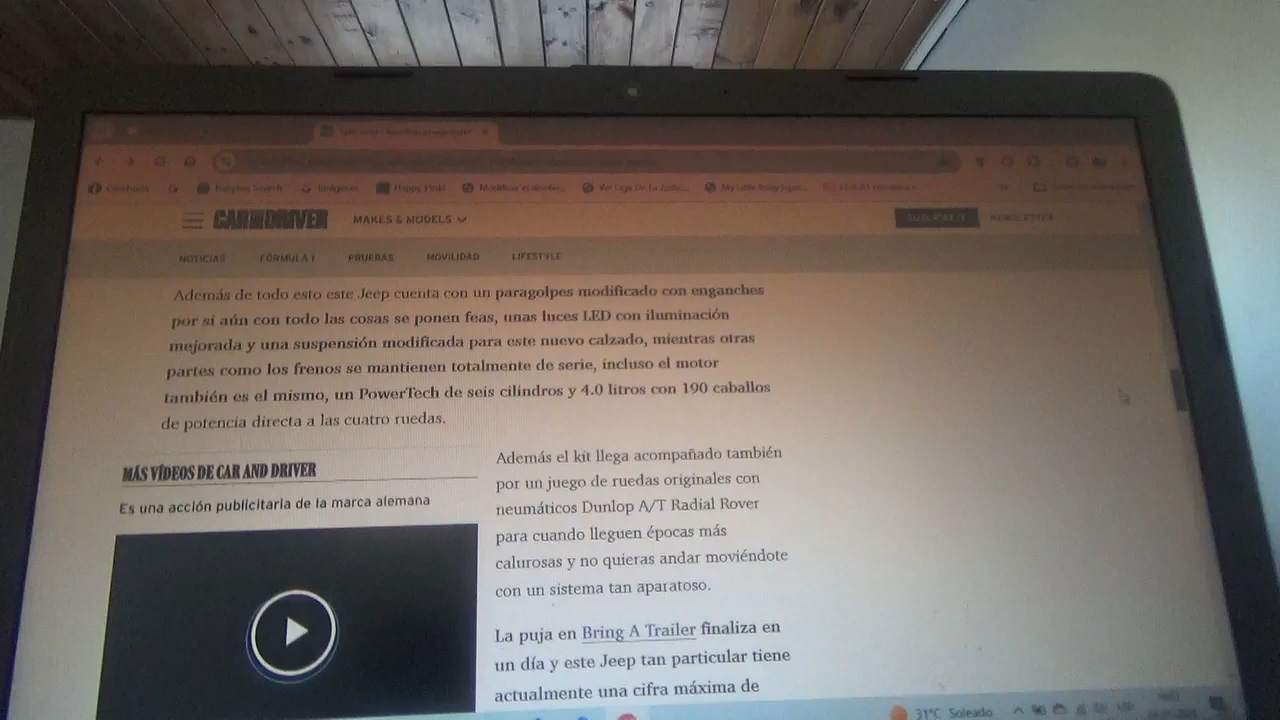 Facebook
Imágenes
CAR AND DRIVER
MAKES & MODELS
SUSCRÍBETE
NEWSLETTER
NOTICIAS
FÓRMULA 1
PRUEBAS
MOVILIDAD
LIFESTYLE
Además de todo esto este Jeep cuenta con un paragolpes modificado con enganches
por si aún con todo las cosas se ponen feas, unas luces LED con iluminación
mejorada y una suspensión modificada para este nuevo calzado, mientras otras
partes como los frenos se mantienen totalmente de serie, incluso el motor
también es el mismo, un PowerTech de seis cilindros y 4.0 litros con 190 caballos
de potencia directa a las cuatro ruedas.
MÁS VÍDEOS DE CAR AND DRIVER
Es una acción publicitaria de la marca alemana
Además el kit llega acompañado también
por un juego de ruedas originales con
neumáticos Dunlop A/T Radial Rover
para cuando lleguen épocas más
calurosas y no quieras andar moviéndote
con un sistema tan aparatoso.
La puja en Bring A Trailer finaliza en
un día y este Jeep tan particular tiene
actualmente una cifra máxima de
31°C Soleado